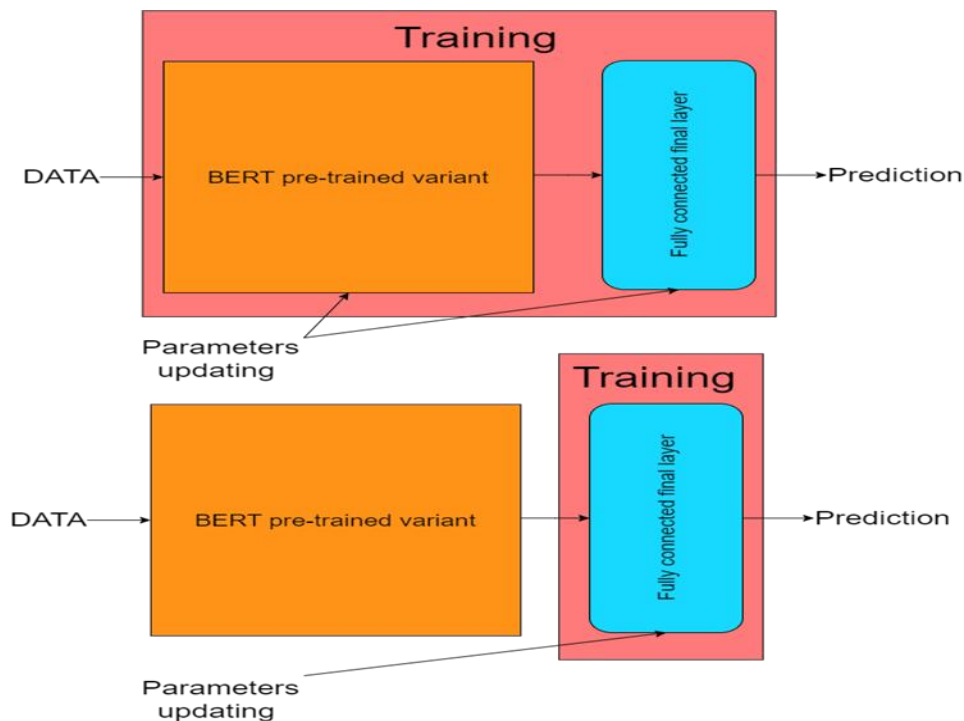 Training
DATA
BERT pre-trained variant
Fully connected final layer
Prediction
Parameters
updating
Training
DATA
BERT pre-trained variant
Fully connected final layer
Prediction
Parameters
updating